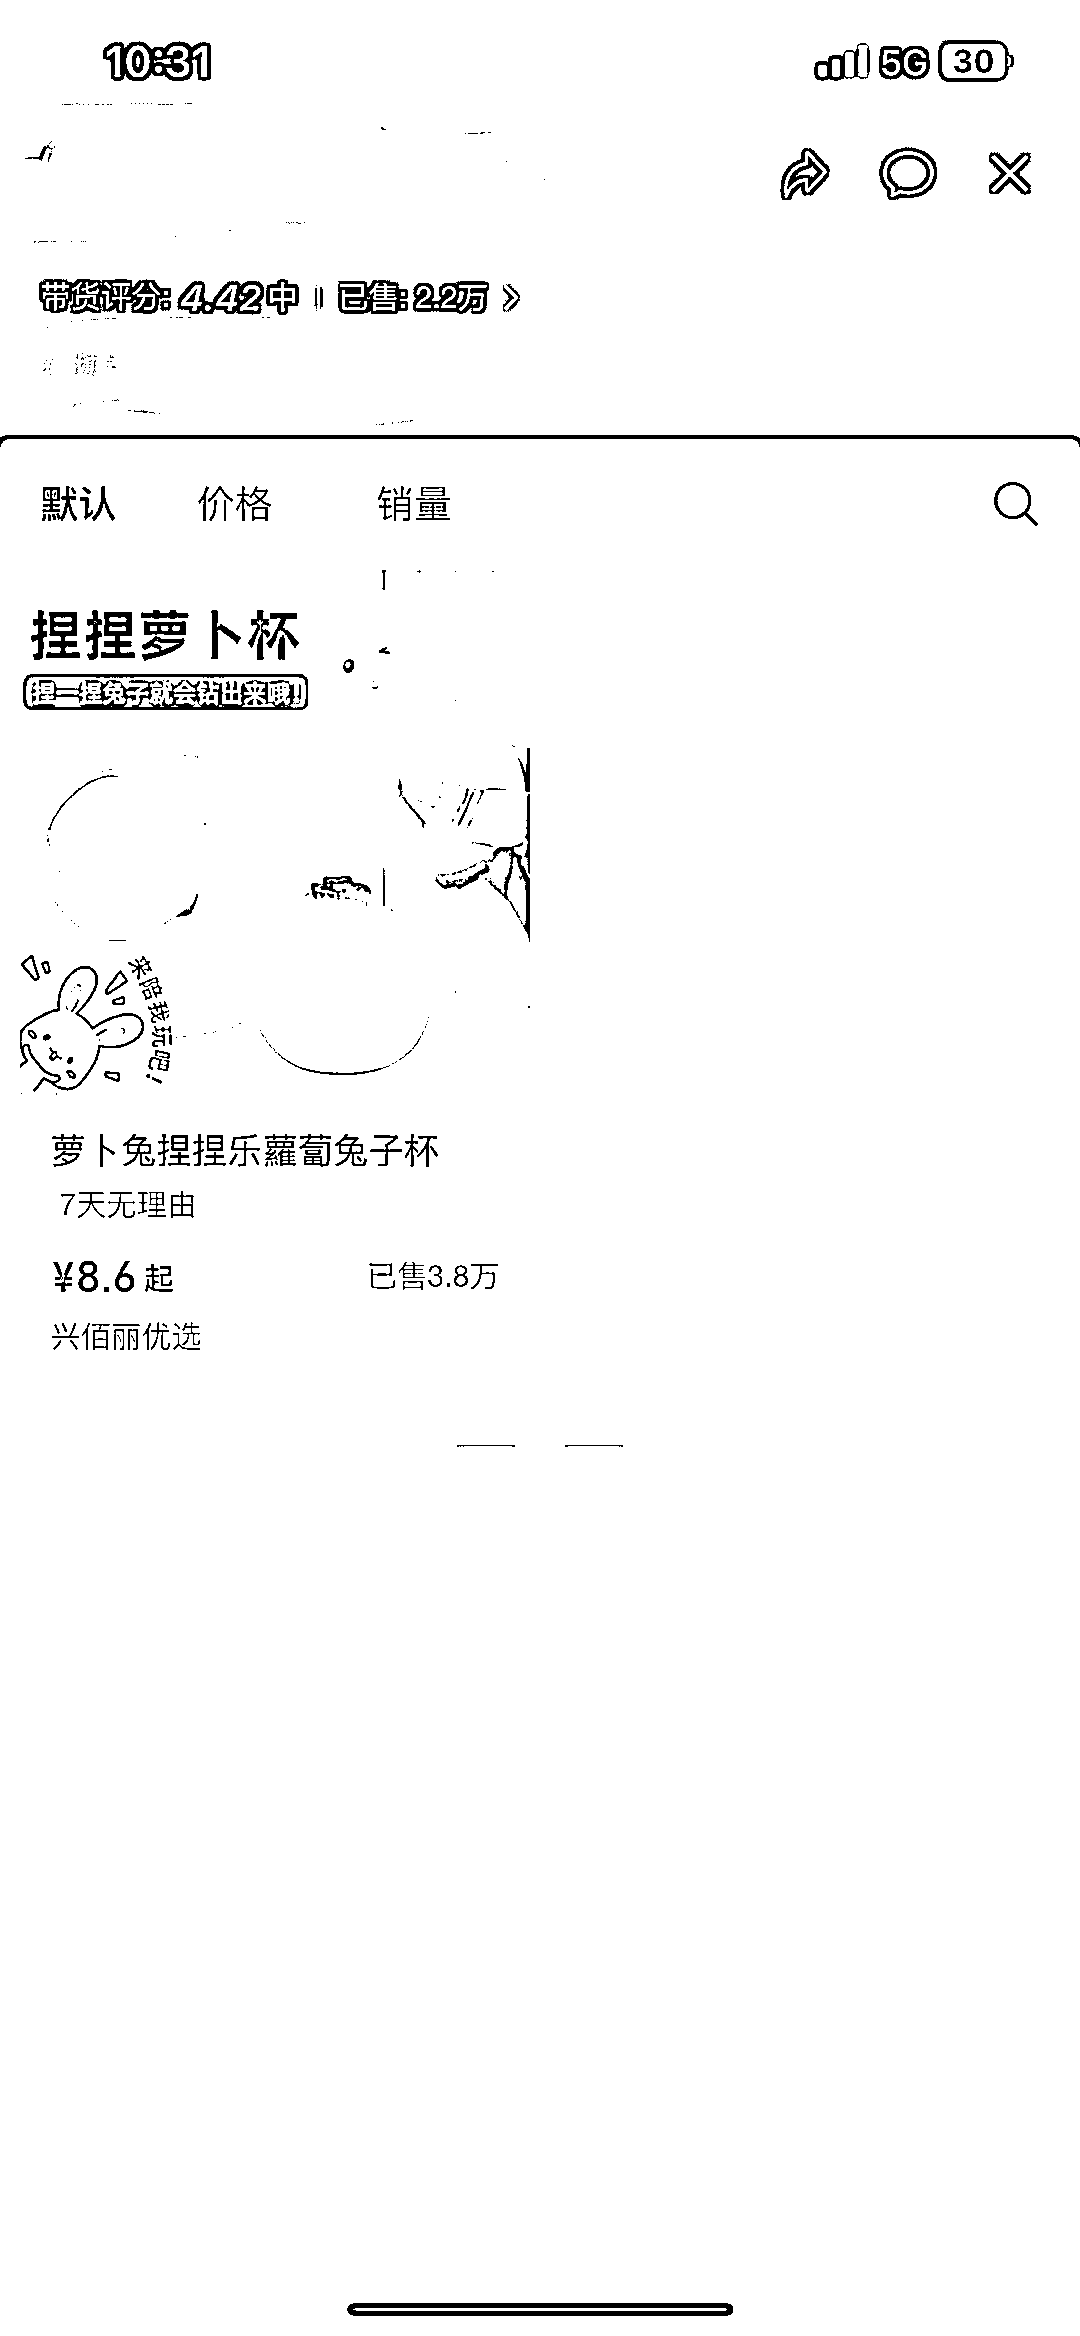 10:31 5G 30
带货评分: 4.42 中 已售: 2.2万
默认 价格 销量
捏捏萝卜杯
捏一捏兔子就会钻出来哦!
来陪我玩吧!
萝卜兔捏捏乐蘿蔔兔子杯
7天无理由
¥8.6 起 已售3.8万
兴佰丽优选